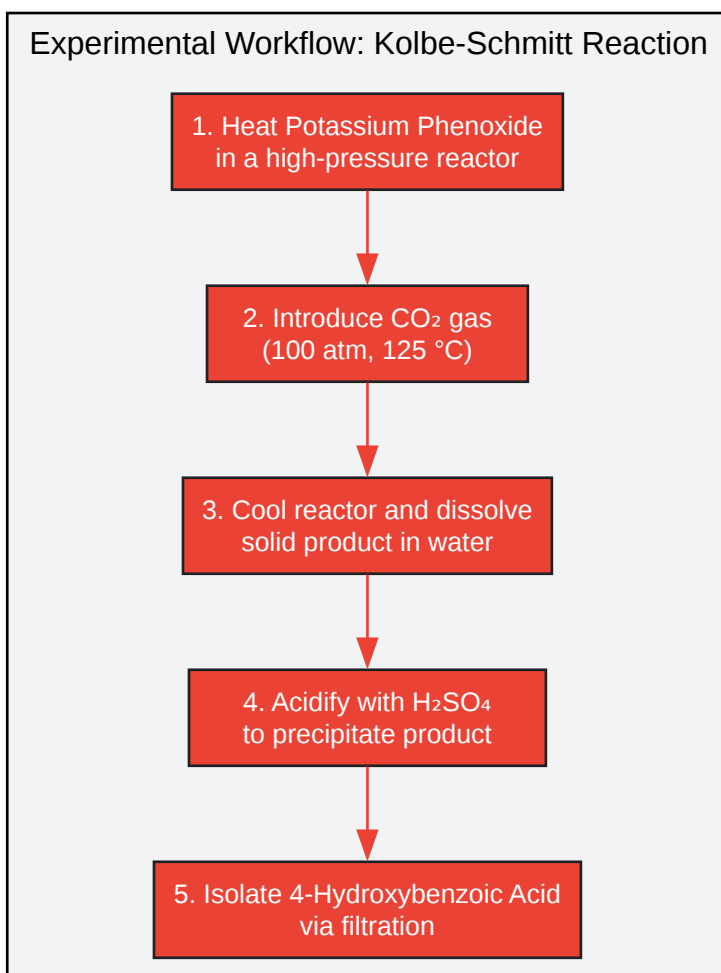 Experimental Workflow: Kolbe-Schmitt Reaction
1. Heat Potassium Phenoxide
in a high-pressure reactor
2. Introduce CO₂ gas
(100 atm, 125 °C)
3. Cool reactor and dissolve
solid product in water
4. Acidify with H₂SO₄
to precipitate product
5. Isolate 4-Hydroxybenzoic Acid
via filtration